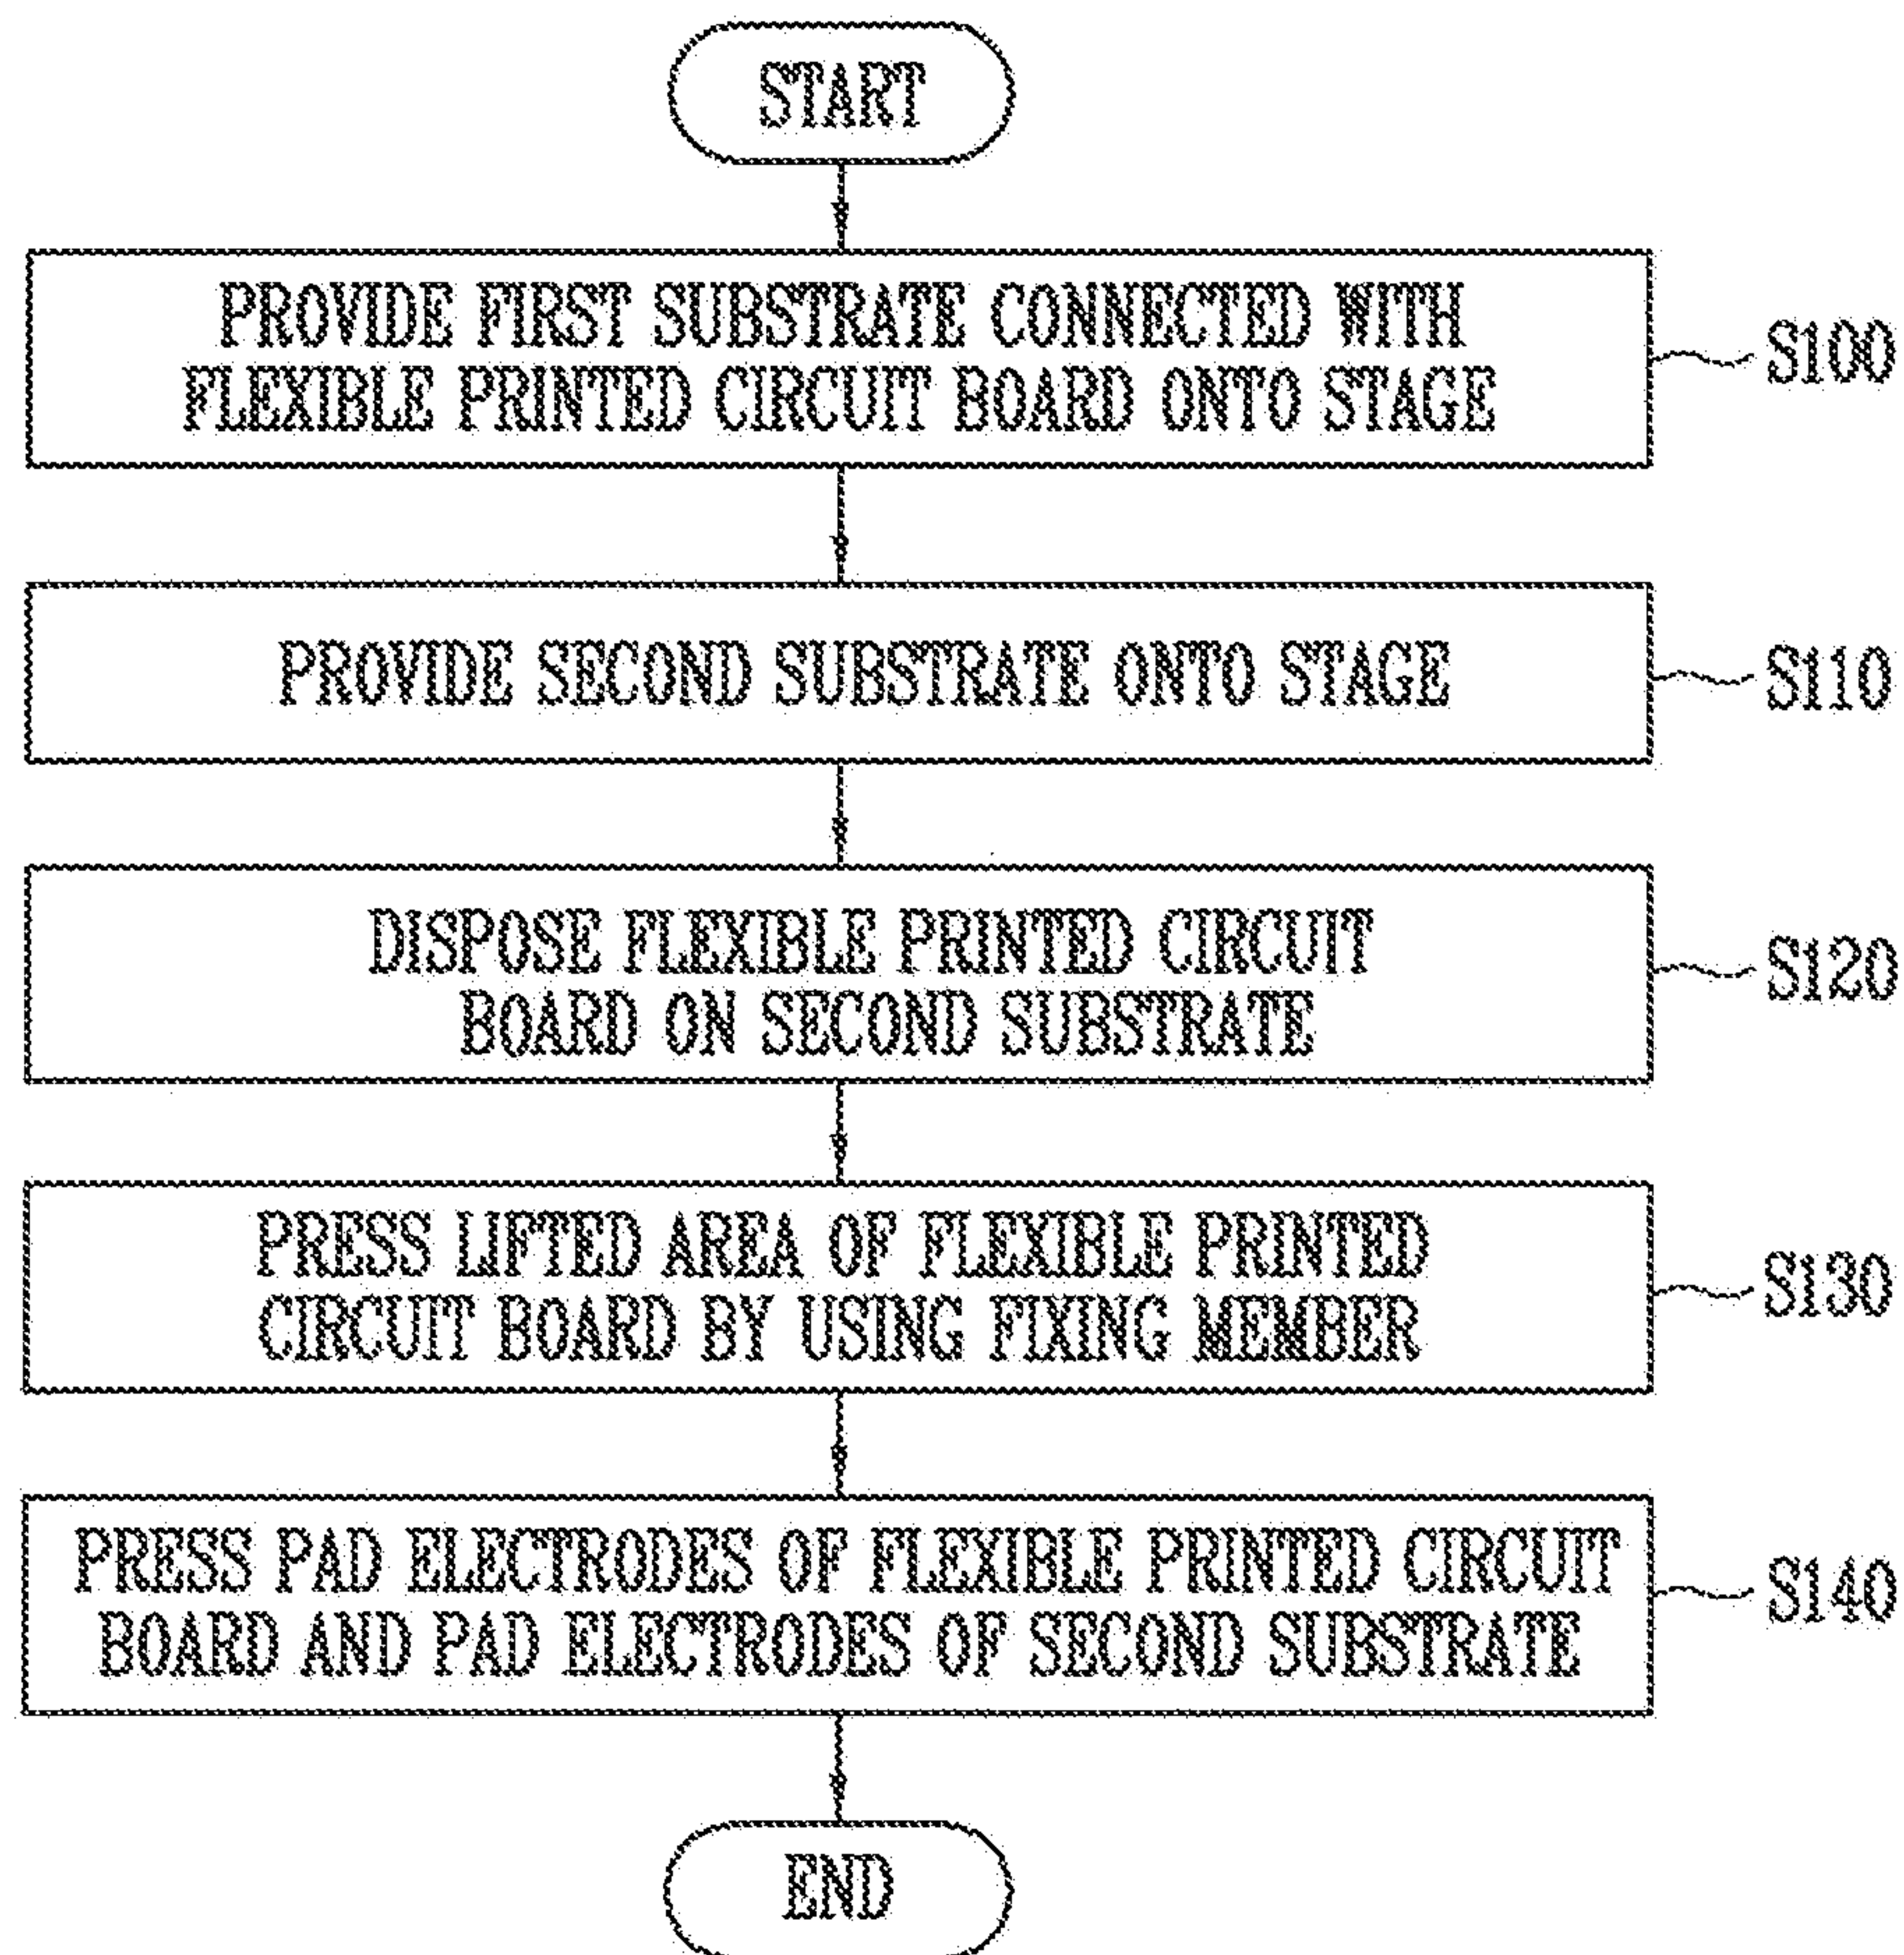 START
PROVIDE FIRST SUBSTRATE CONNECTED WITH
FLEXIBLE PRINTED CIRCUIT BOARD ONTO STAGE
S100
PROVIDE SECOND SUBSTRATE ONTO STAGE
S110
DISPOSE FLEXIBLE PRINTED CIRCUIT
BOARD ON SECOND SUBSTRATE
S120
PRESS LIFTED AREA OF FLEXIBLE PRINTED
CIRCUIT BOARD BY USING FIXING MEMBER
S130
PRESS PAD ELECTRODES OF FLEXIBLE PRINTED CIRCUIT
BOARD AND PAD ELECTRODES OF SECOND SUBSTRATE
S140
END